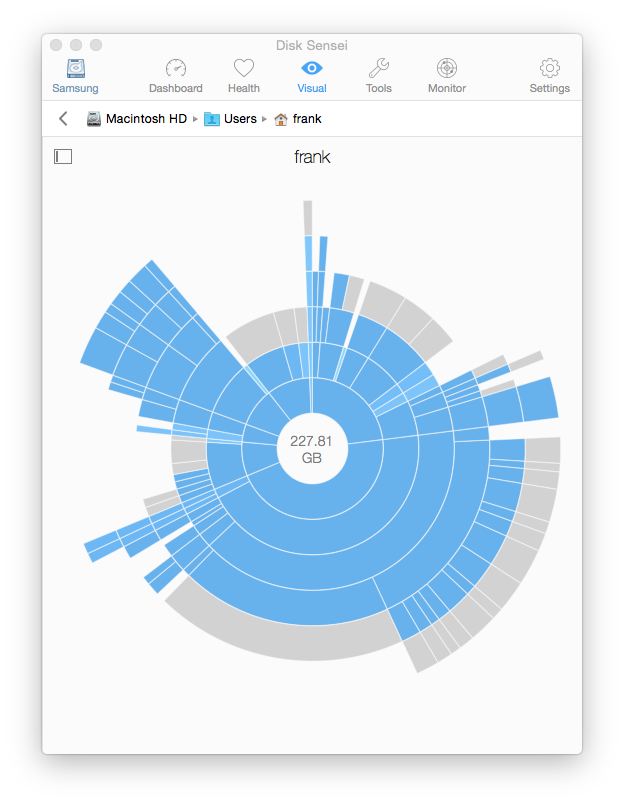 Disk Sensei
Samsung Dashboard Health Visual Tools Monitor Settings
Macintosh HD ▸ Users ▸ frank
frank
227.81
GB